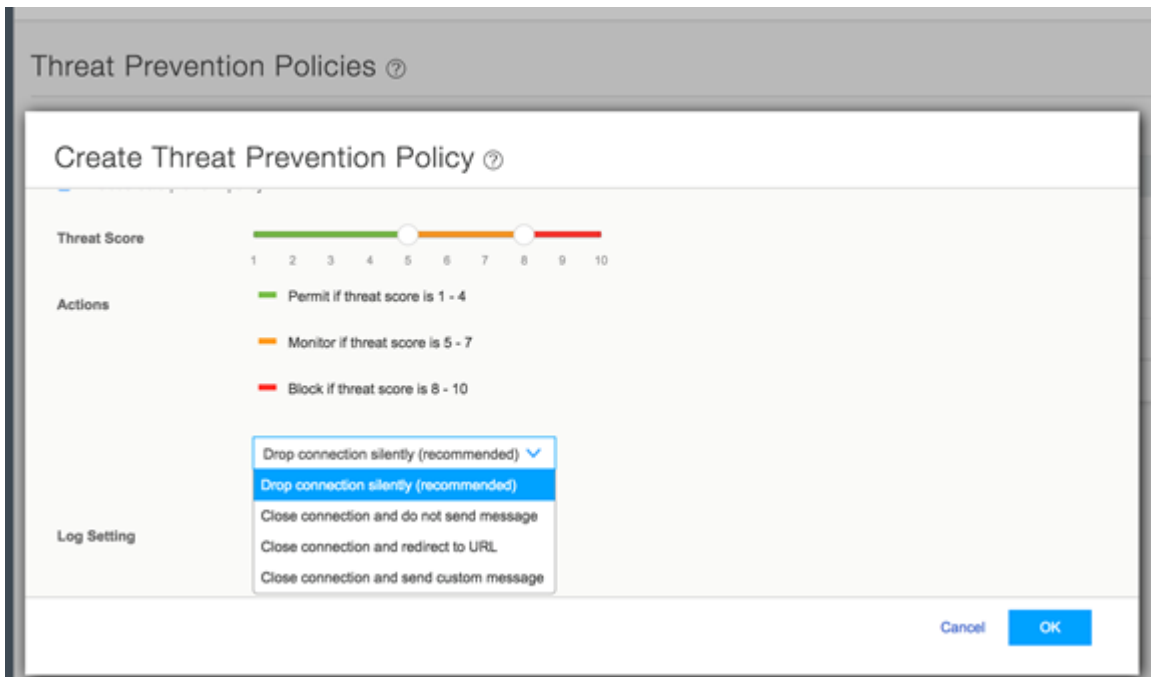 Threat Prevention Policies ?
Create Threat Prevention Policy ?
Threat Score
1 2 3 4 5 6 7 8 9 10
Actions
Permit if threat score is 1 - 4
Monitor if threat score is 5 - 7
Block if threat score is 8 - 10
Drop connection silently (recommended)
Drop connection silently (recommended)
Close connection and do not send message
Log Setting
Close connection and redirect to URL
Close connection and send custom message
Cancel
OK